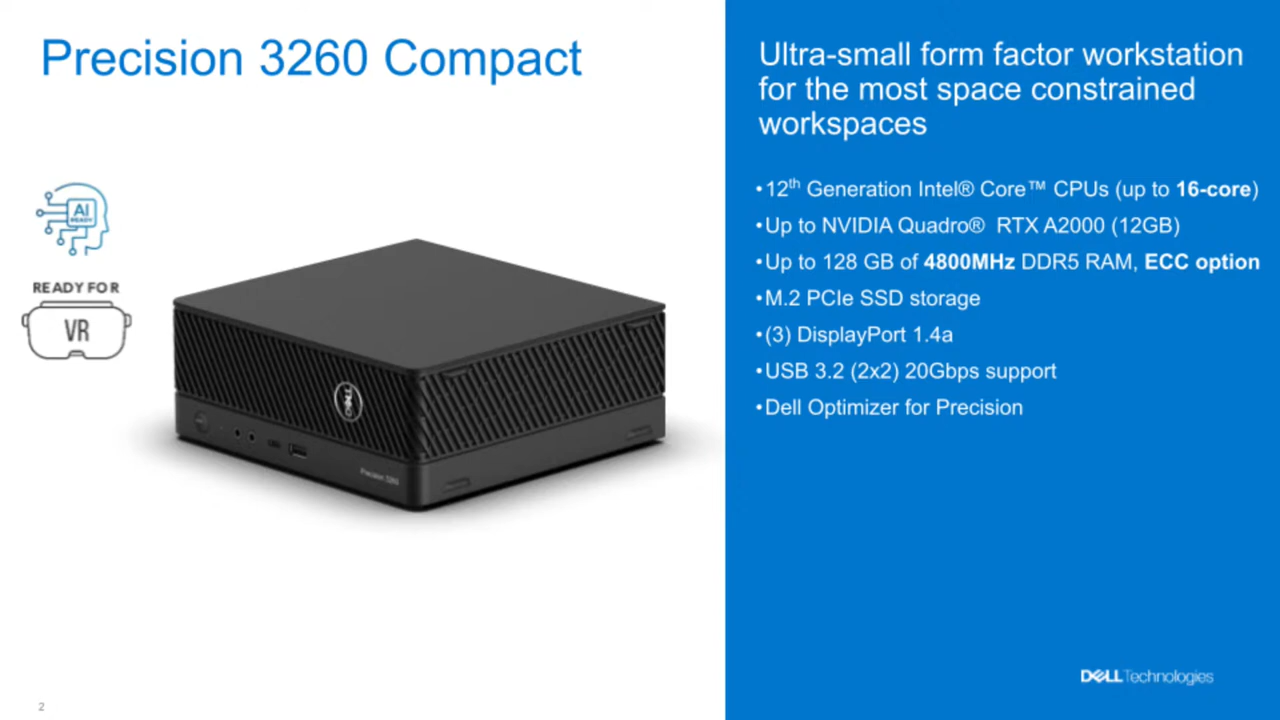 Precision 3260 Compact
AI
READY
READY FOR
VR
DELL
Precision 3260
2
Ultra-small form factor workstation
for the most space constrained
workspaces
•12th Generation Intel® Core™ CPUs (up to 16-core)
•Up to NVIDIA Quadro® RTX A2000 (12GB)
•Up to 128 GB of 4800MHz DDR5 RAM, ECC option
•M.2 PCIe SSD storage
•(3) DisplayPort 1.4a
•USB 3.2 (2x2) 20Gbps support
•Dell Optimizer for Precision
DELL Technologies